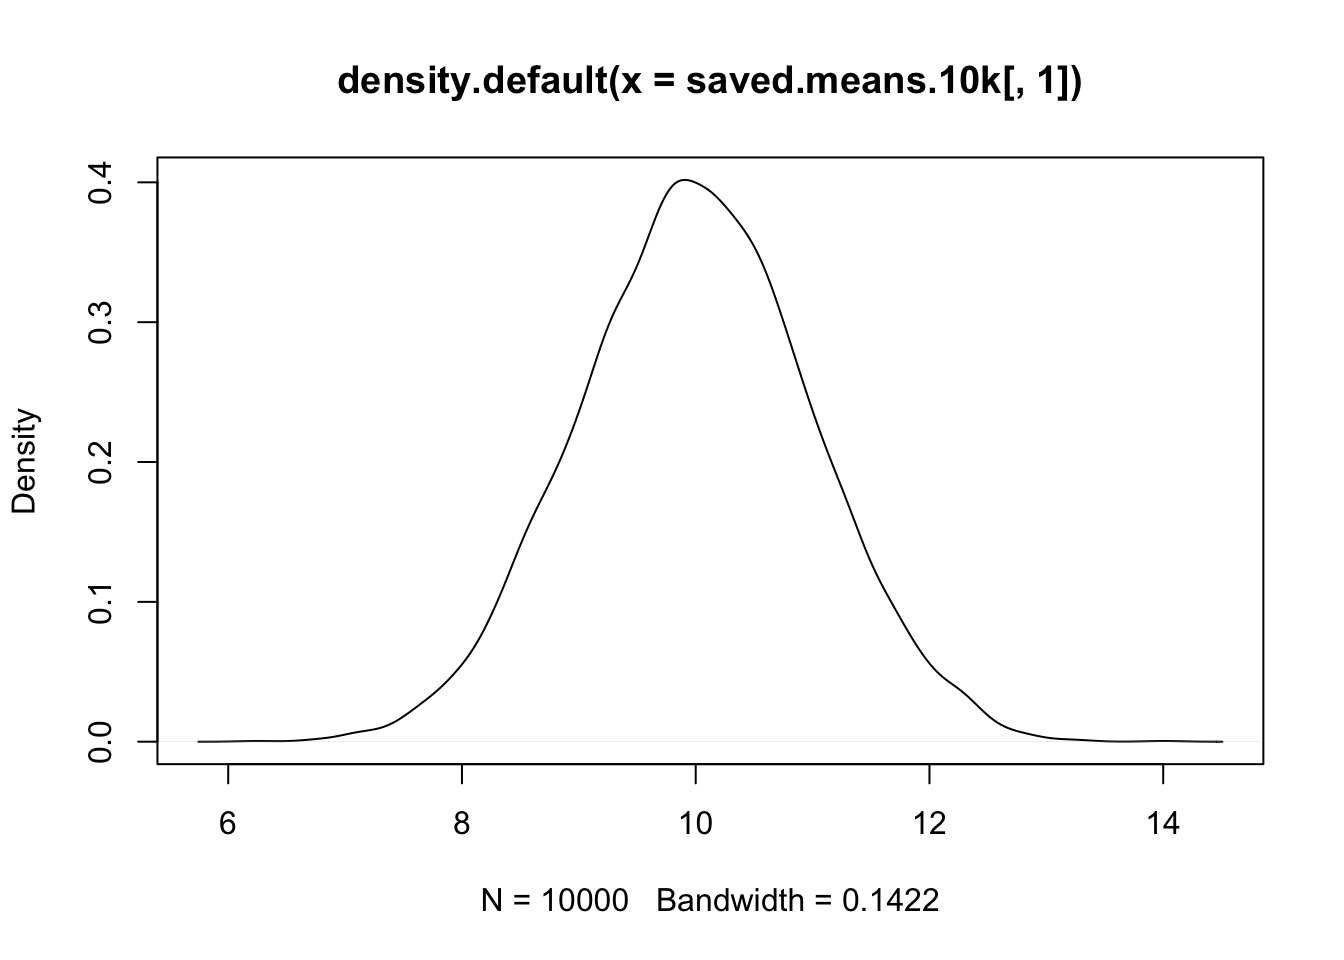 density.default(x = saved.means.10k[, 1])
Density
0.4
0.3
0.2
0.1
0.0
6 8 10 12 14
N = 10000 Bandwidth = 0.1422